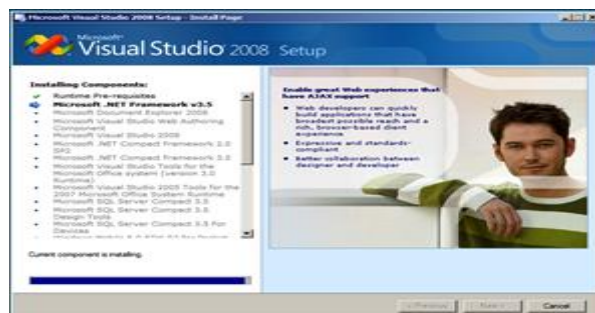 Microsoft Visual Studio 2008 Setup - Install Page
Microsoft
Visual Studio 2008 Setup
Installing Components:
Runtime Pre-requisites
Microsoft .NET Framework v3.5
Microsoft Document Explorer 2008
Microsoft Visual Studio Web Authoring
Component
Microsoft Visual Studio 2008
Microsoft .NET Compact Framework 2.0
SP2
Microsoft .NET Compact Framework 3.5
Microsoft Visual Studio Tools for the
Microsoft Office system (version 3.0
Runtime)
Microsoft Visual Studio 2005 Tools for the
2007 Microsoft Office System Runtime
Microsoft SQL Server Compact 3.5
Microsoft SQL Server Compact 3.5
Design Tools
Microsoft SQL Server Compact 3.5 For
Devices
Current component is installing.
Enable great Web experiences that
have AJAX support
Web developers can quickly
build applications that have
broadest possible reach and a
rich, browser-based client
experience
Expressive and standards-
compliant
Better collaboration between
designer and developer
< Previous
Next >
Cancel